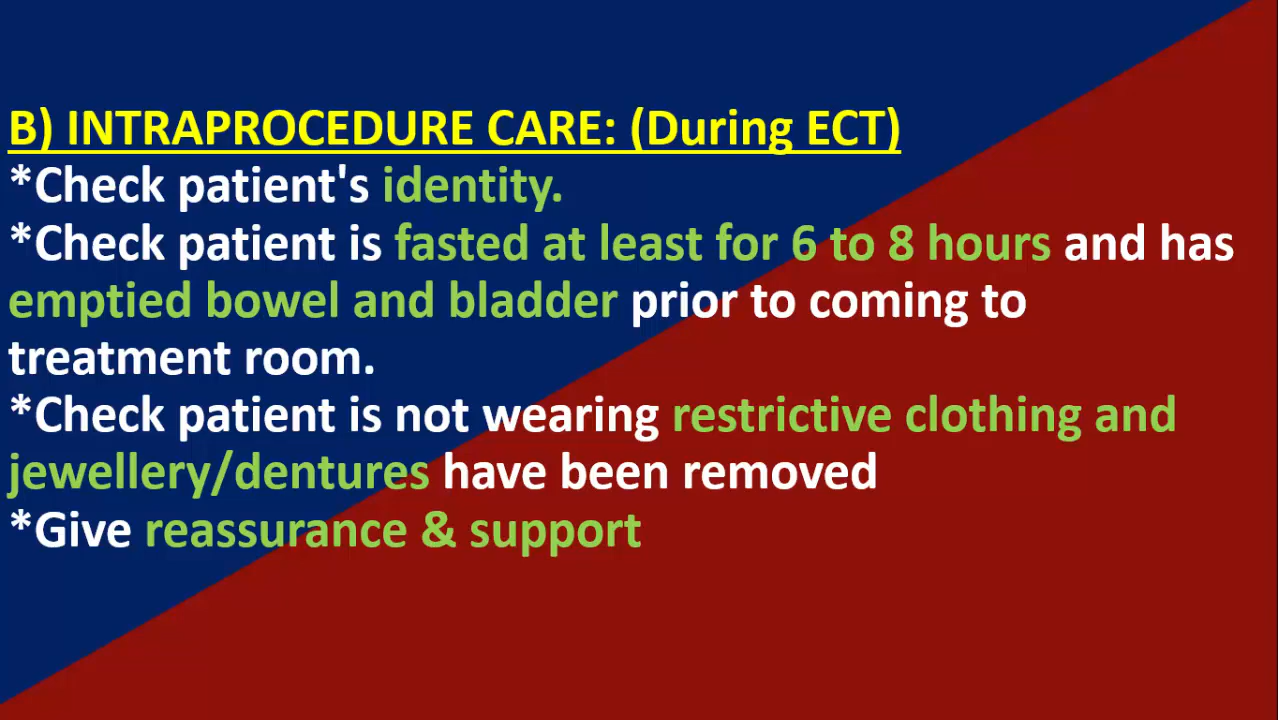 B) INTRAPROCEDURE CARE: (During ECT)
*Check patient's identity.
*Check patient is fasted at least for 6 to 8 hours and has
emptied bowel and bladder prior to coming to
treatment room.
*Check patient is not wearing restrictive clothing and
jewellery/dentures have been removed
*Give reassurance & support